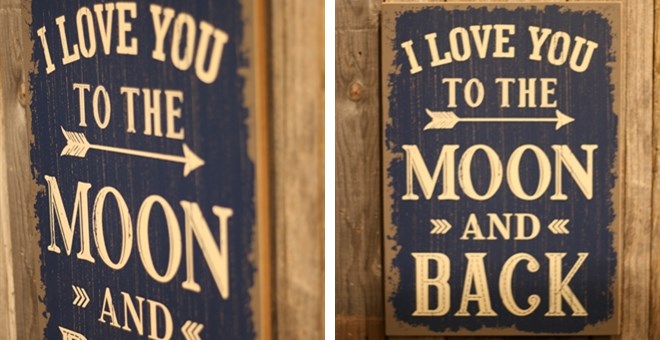 I LOVE YOU
TO THE
MOON
AND
I LOVE YOU
TO THE
MOON
AND
BACK